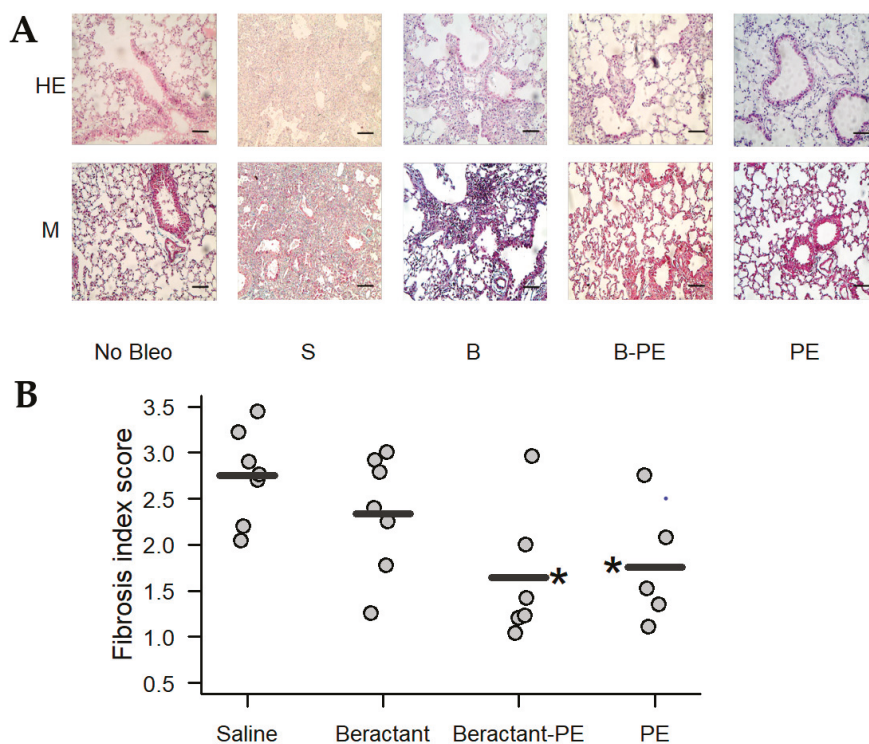 A
HE
M
No Bleo S B B-PE PE
B
Fibrosis index score
3.5
3.0
2.5
2.0
1.5
1.0
0.5
*
*
Saline Beractant Beractant-PE PE